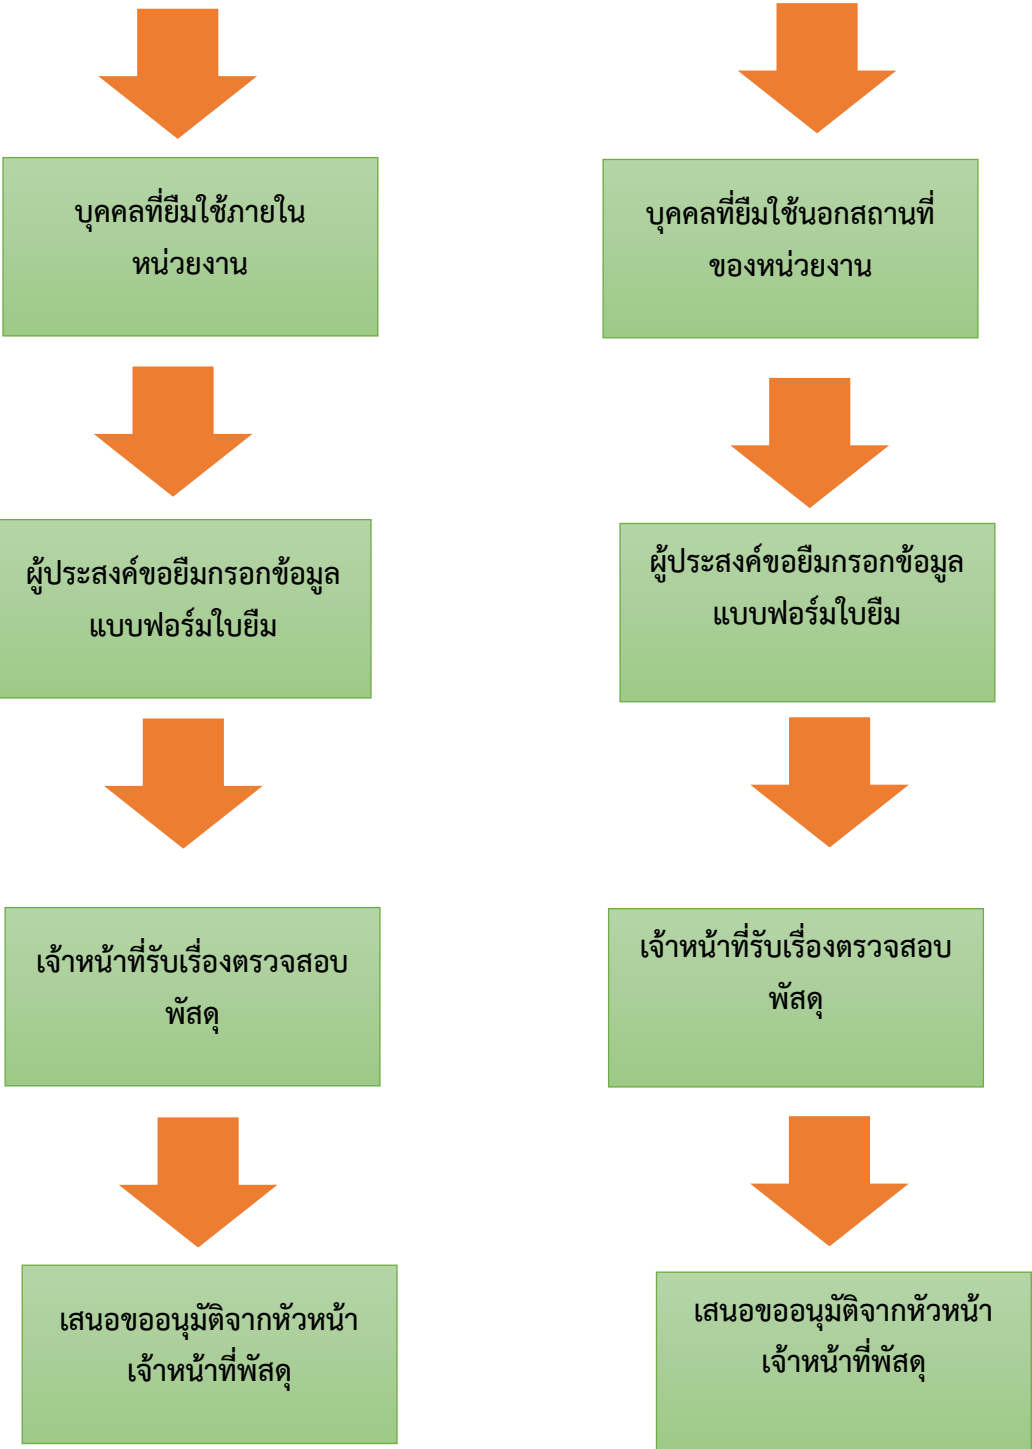 บุคคลที่ยืมใช้ภายใน
หน่วยงาน
บุคคลที่ยืมใช้นอกสถานที่
ของหน่วยงาน
ผู้ประสงค์ขอยืมกรอกข้อมูล
แบบฟอร์มใบยืม
ผู้ประสงค์ขอยืมกรอกข้อมูล
แบบฟอร์มใบยืม
เจ้าหน้าที่รับเรื่องตรวจสอบ
พัสดุ
เจ้าหน้าที่รับเรื่องตรวจสอบ
พัสดุ
เสนอขออนุมัติจากหัวหน้า
เจ้าหน้าที่พัสดุ
เสนอขออนุมัติจากหัวหน้า
เจ้าหน้าที่พัสดุ